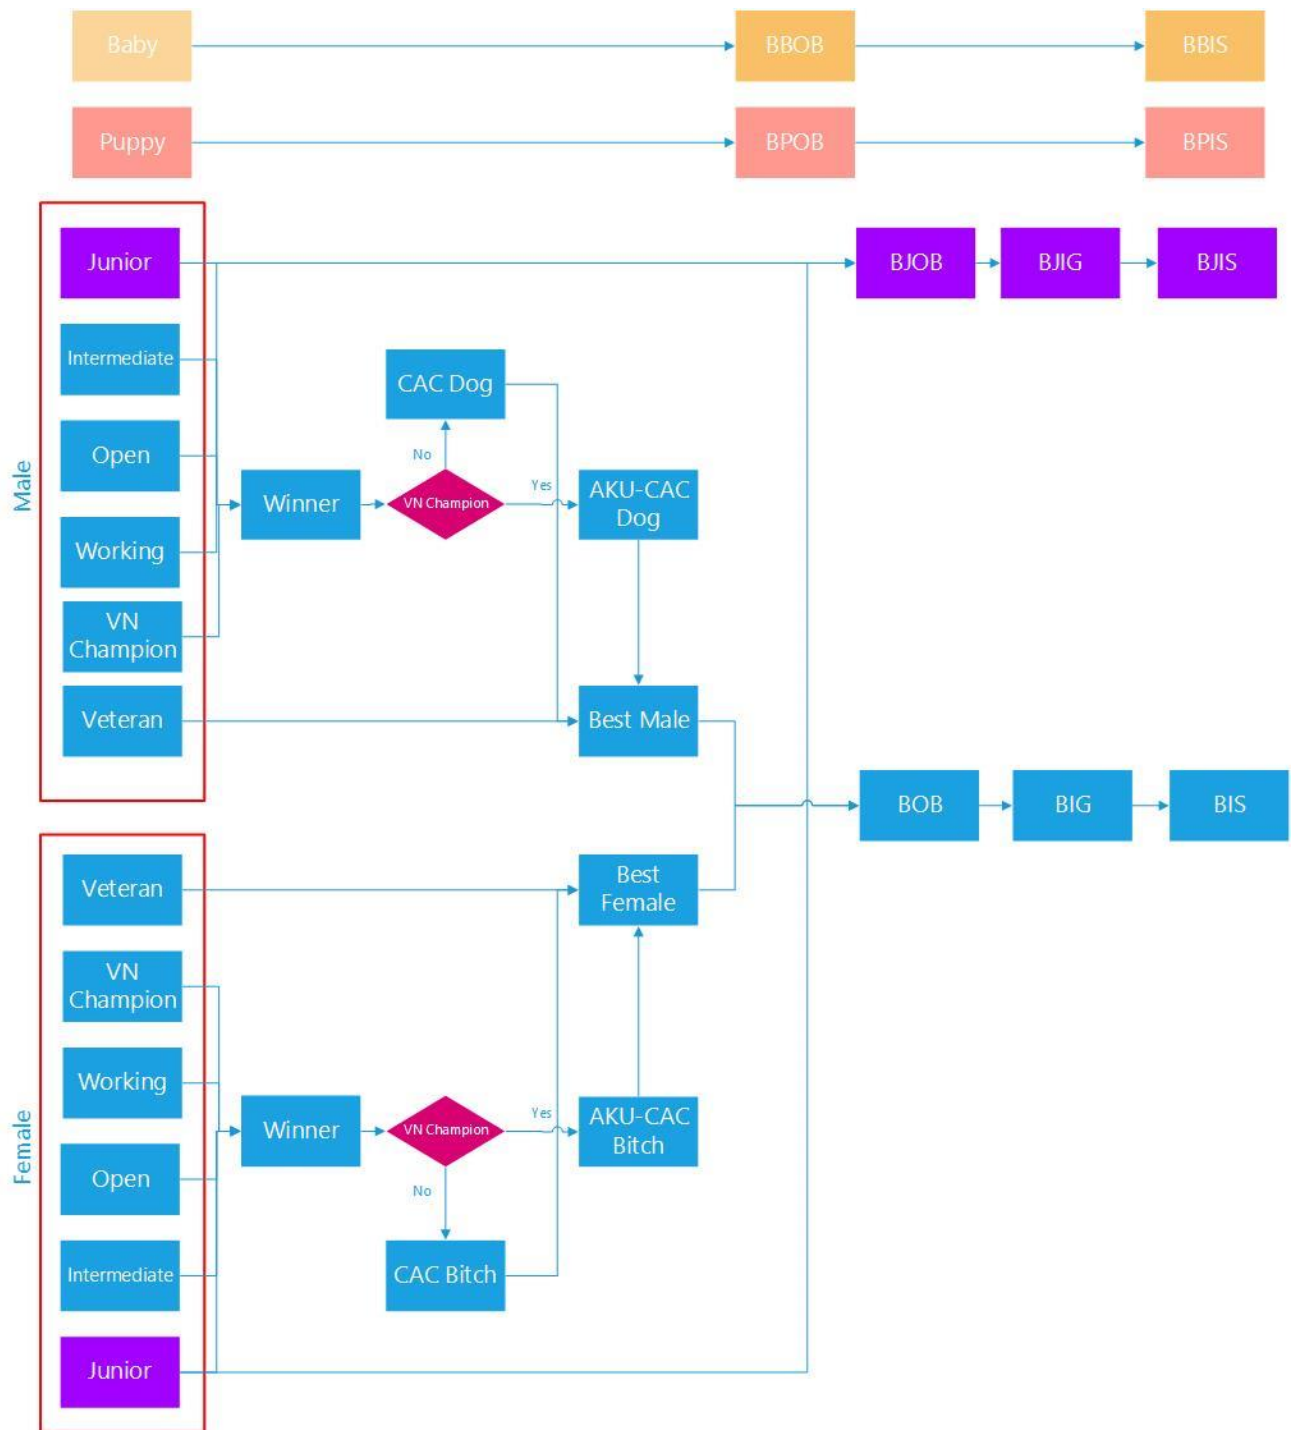 Baby
BBOB
BBIS
Puppy
BPOB
BPIS
Junior
BJOB
BJIG
BJIS
Intermediate
CAC Dog
Open
No
Male
Winner
VN Champion
Yes
AKU-CAC
Dog
Working
VN
Champion
Veteran
Best Male
BOB
BIG
BIS
Veteran
Best
Female
VN
Champion
Working
Winner
VN Champion
Yes
AKU-CAC
Bitch
Female
Open
No
Intermediate
CAC Bitch
Junior